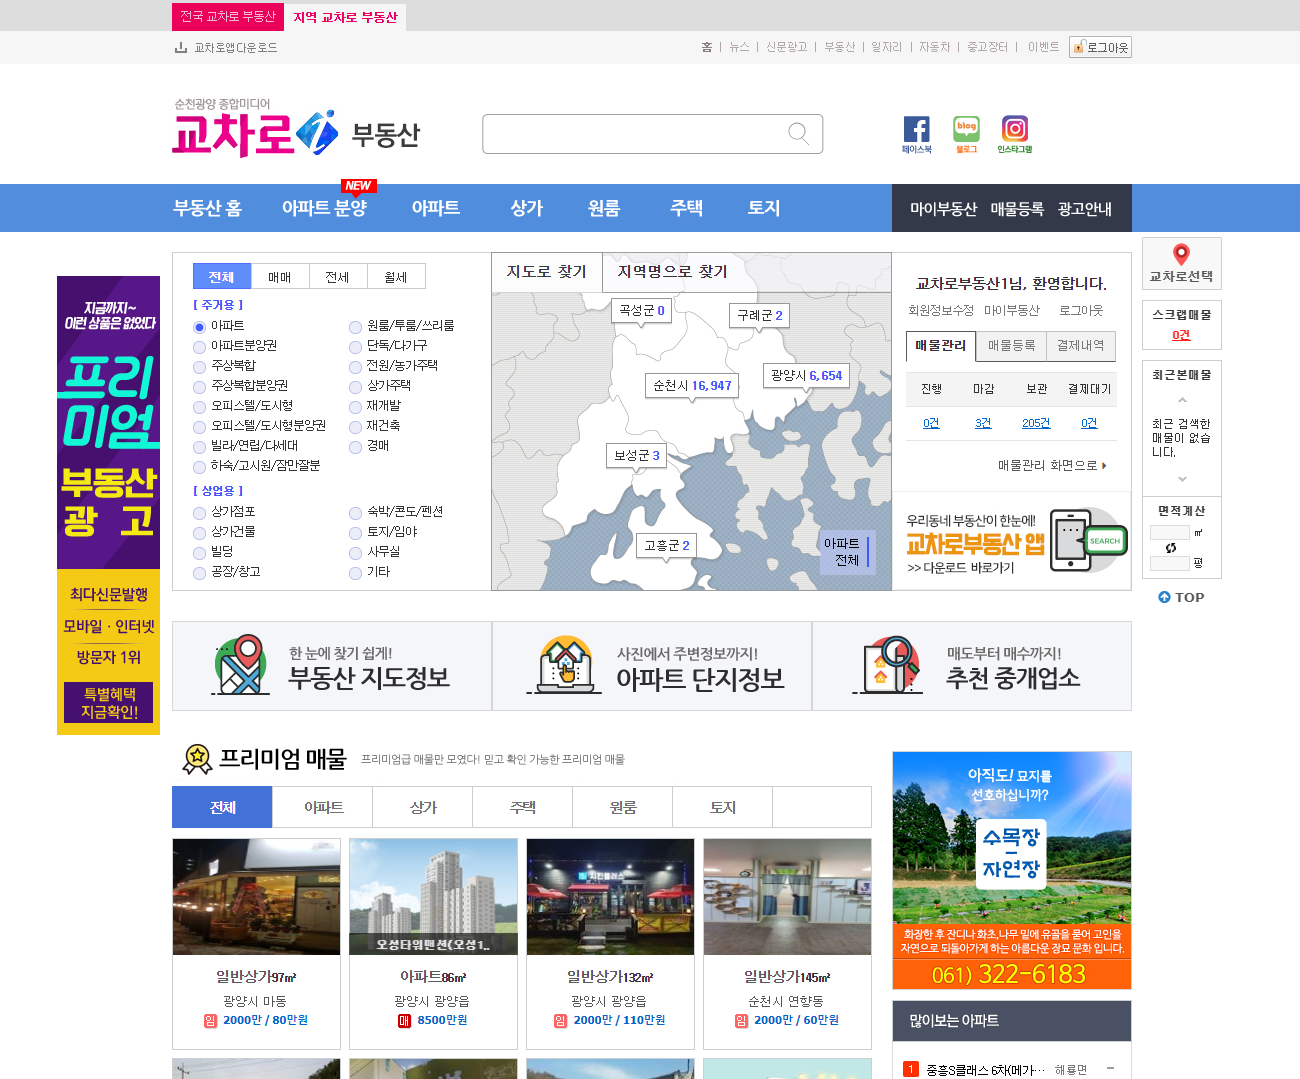 전국 교차로 부동산
지역 교차로 부동산
교차로앱다운로드
홈 | 뉴스 | 신문광고 | 부동산 | 일자리 | 자동차 | 중고장터 | 이벤트
로그아웃
순천광양 종합미디어
교차로 부동산
페이스북
blog
블로그
인스타그램
NEW
부동산 홈
아파트 분양
아파트
상가
원룸
주택
토지
마이부동산
매물등록
광고안내
지금까지~
이런 상품은 없었다
프리
미엄
부동산
광 고
최다신문발행
모바일 · 인터넷
방문자 1위
특별혜택
지금확인!
전체
매매
전세
월세
[ 주거용 ]
아파트
원룸/투룸/쓰리룸
아파트분양권
단독/다가구
주상복합
전원/농가주택
주상복합분양권
상가주택
오피스텔/도시형
재개발
오피스텔/도시형분양권
재건축
빌라/연립/다세대
경매
하숙/고시원/잠만잘분
[ 상업용 ]
상가점포
숙박/콘도/펜션
상가건물
토지/임야
빌딩
사무실
공장/창고
기타
지도로 찾기
지역명으로 찾기
곡성군 0
구례군 2
광양시 6,654
순천시 16,947
보성군 3
고흥군 2
아파트
전체
교차로부동산1님, 환영합니다.
회원정보수정
마이부동산
로그아웃
매물관리
매물등록
결제내역
진행
마감
보관
결제대기
0건
3건
205건
0건
매물관리 화면으로
우리동네 부동산이 한눈에!
교차로부동산 앱
>> 다운로드 바로가기
SEARCH
교차로선택
스크랩매물
0건
최근본매물
최근 검색한
매물이 없습
니다.
면적계산
㎡
평
TOP
한 눈에 찾기 쉽게!
부동산 지도정보
사진에서 주변정보까지!
아파트 단지정보
매도부터 매수까지!
추천 중개업소
프리미엄 매물
프리미엄급 매물만 모였다! 믿고 확인 가능한 프리미엄 매물
전체
아파트
상가
주택
원룸
토지
오성타워맨션(오성1..
치킨플러스
일반상가97㎡
광양시 마동
임 2000만 / 80만원
아파트86㎡
광양시 광양읍
매 8500만원
일반상가132㎡
광양시 광양읍
임 2000만 / 110만원
일반상가145㎡
순천시 연향동
임 2000만 / 60만원
아직도! 묘지를
선호하십니까?
수목장
자연장
화장한 후 잔디나 화초,나무 밑에 유골을 묻어 고인을
자연으로 되돌아가게 하는 아름다운 장묘 문화 입니다.
061) 322-6183
많이보는 아파트
1 중흥S클래스 6차(메가… 해룡면